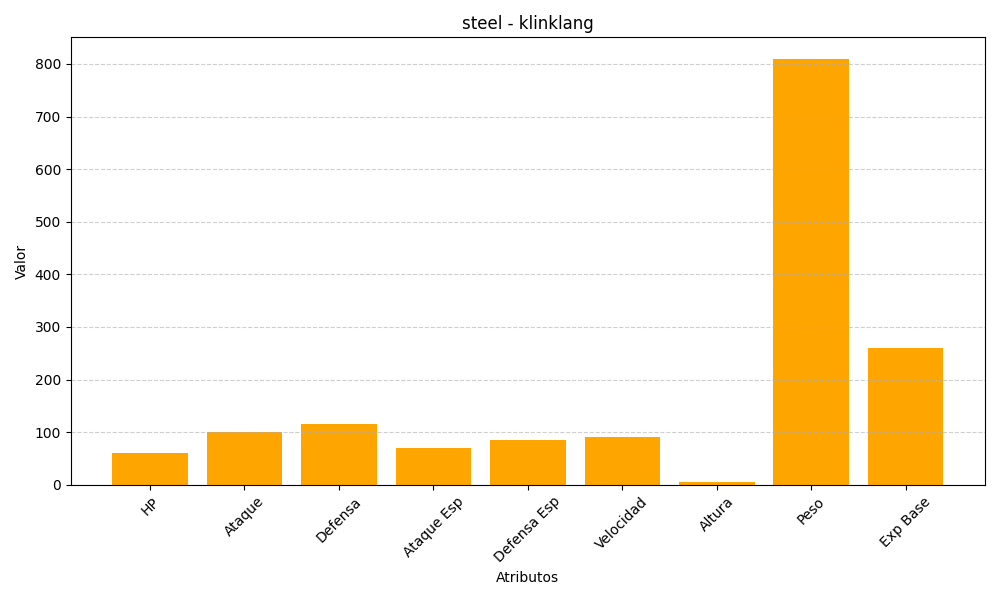 steel - klinklang
Valor
800
700
600
500
400
300
200
100
0
HP
Ataque
Defensa
Ataque Esp
Defensa Esp
Velocidad
Altura
Peso
Exp Base
Atributos